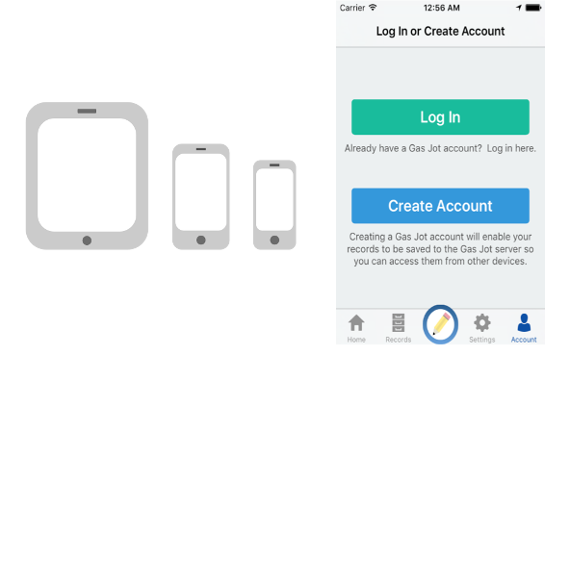 Carrier 12:56 AM
Log In or Create Account
Log In
Already have a Gas Jot account? Log in here.
Create Account
Creating a Gas Jot account will enable your
records to be saved to the Gas Jot server so
you can access them from other devices.
Home Records Settings Account